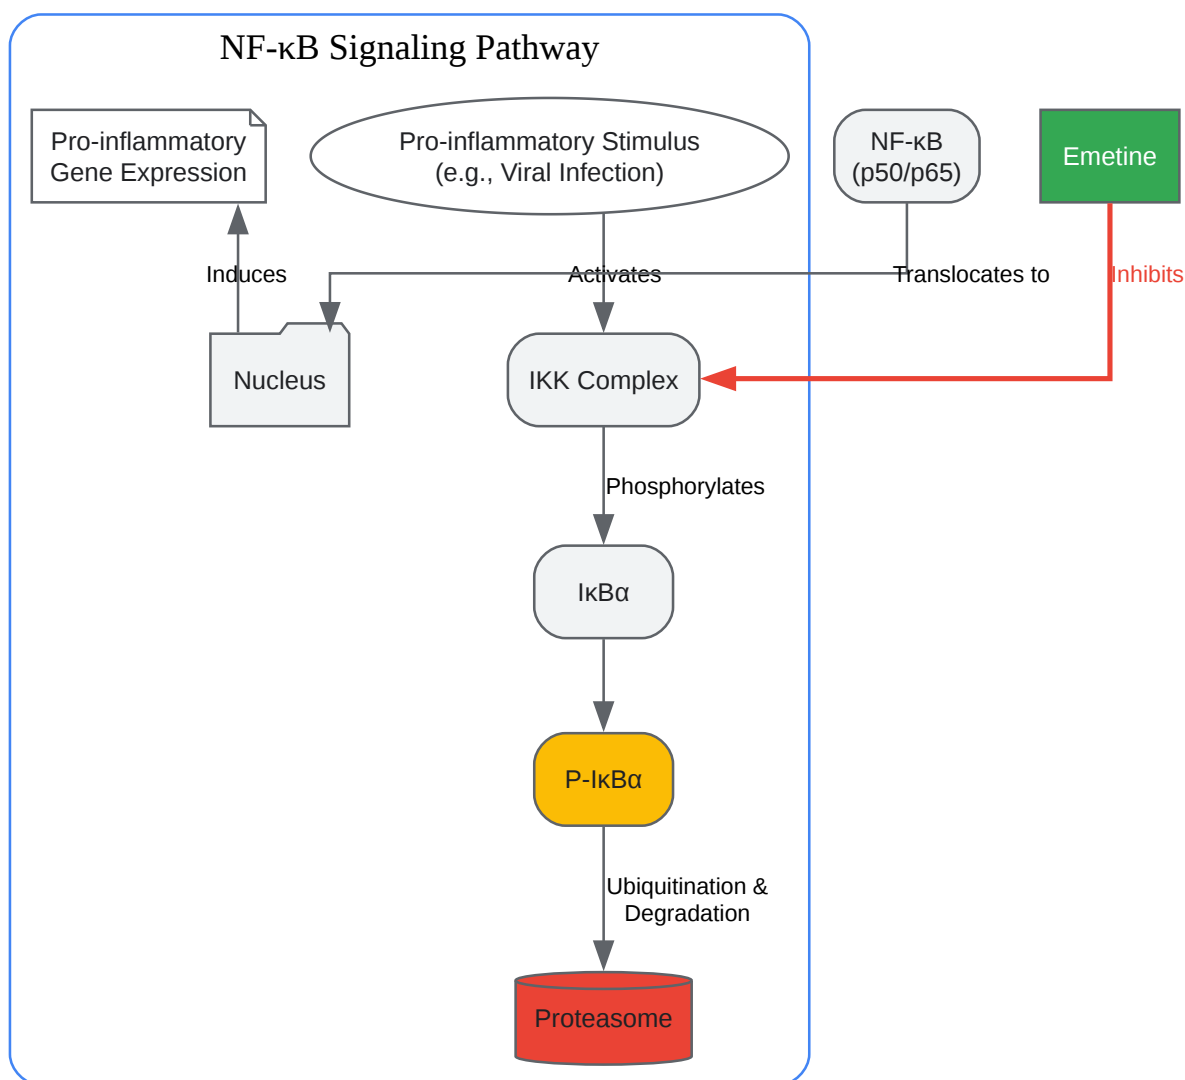 NF-κB Signaling Pathway
Pro-inflammatory
Gene Expression
Pro-inflammatory Stimulus
(e.g., Viral Infection)
NF-κB
(p50/p65)
Emetine
Induces
Activates
Translocates to
Inhibits
Nucleus
IKK Complex
Phosphorylates
IκBα
P-IκBα
Ubiquitination &
Degradation
Proteasome